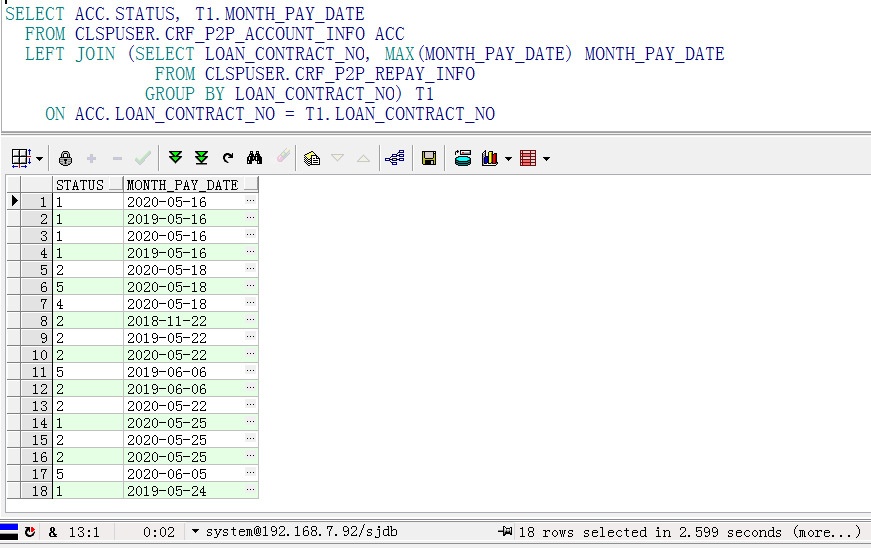 SELECT ACC.STATUS, T1.MONTH_PAY_DATE
FROM CLSPUSER.CRF_P2P_ACCOUNT_INFO ACC
LEFT JOIN (SELECT LOAN_CONTRACT_NO, MAX(MONTH_PAY_DATE) MONTH_PAY_DATE
FROM CLSPUSER.CRF_P2P_REPAY_INFO
GROUP BY LOAN_CONTRACT_NO) T1
ON ACC.LOAN_CONTRACT_NO = T1.LOAN_CONTRACT_NO
STATUS MONTH_PAY_DATE
1 1 2020-05-16 ...
2 1 2019-05-16 ...
3 1 2020-05-16 ...
4 1 2019-05-16 ...
5 2 2020-05-18 ...
6 5 2020-05-18 ...
7 4 2020-05-18 ...
8 2 2018-11-22 ...
9 2 2019-05-22 ...
10 2 2020-05-22 ...
11 5 2019-06-06 ...
12 2 2019-06-06 ...
13 2 2020-05-22 ...
14 1 2020-05-25 ...
15 2 2020-05-25 ...
16 2 2020-05-25 ...
17 5 2020-06-05 ...
18 1 2019-05-24 ...
& 13:1 0:02 system@192.168.7.92/sjdb 18 rows selected in 2.599 seconds (more...)